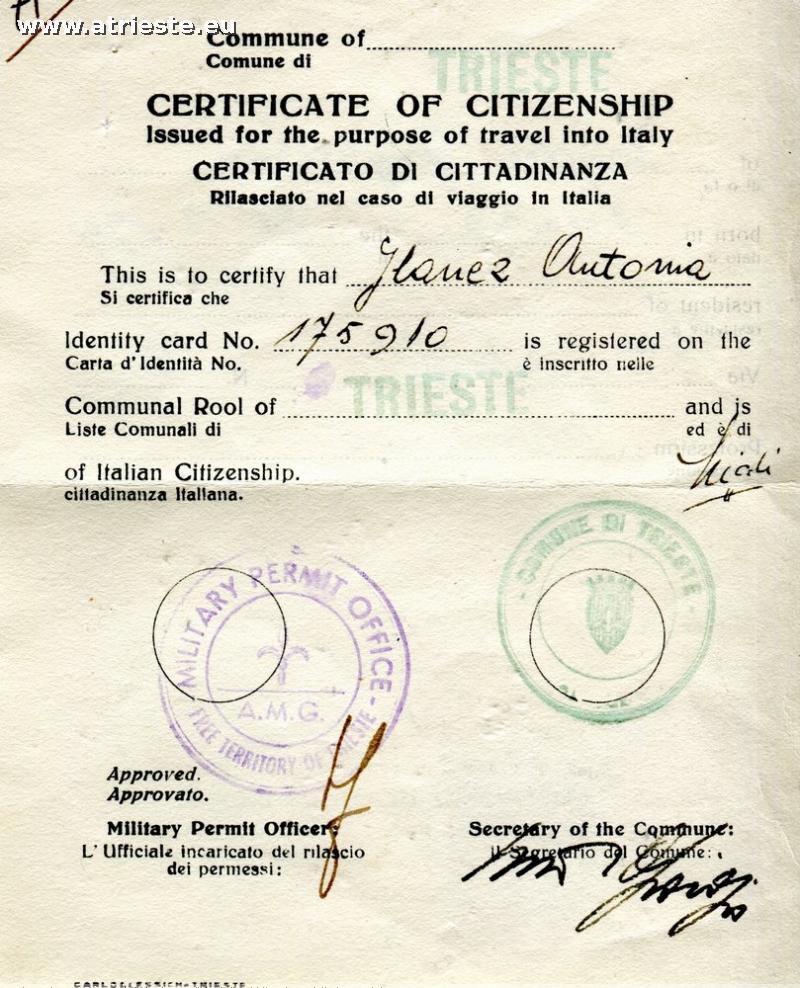 www.atrieste.eu
Commune of
Comune di
TRIESTE
CERTIFICATE OF CITIZENSHIP
Issued for the purpose of travel into Italy
CERTIFICATO DI CITTADINANZA
Rilasciato nel caso di viaggio in Italia
This is to certify that Antonia
Si certifica che
Identity card No. 175910 is registered on the
Carta d'Identità No. è inscritto nelle
TRIESTE
Communal Rool of and is
Liste Comunali di ed è di
of Italian Citizenship.
cittadinanza Italiana.
COMUNE DI TRIESTE
MILITARY PERMIT OFFICE
A.M.G.
FREE TERRITORY OF TRIESTE
Approved.
Approvato.
Military Permit Officer: Secretary of the Commune:
L'Ufficiale incaricato del rilascio il Segretario del Comune:
dei permessi: